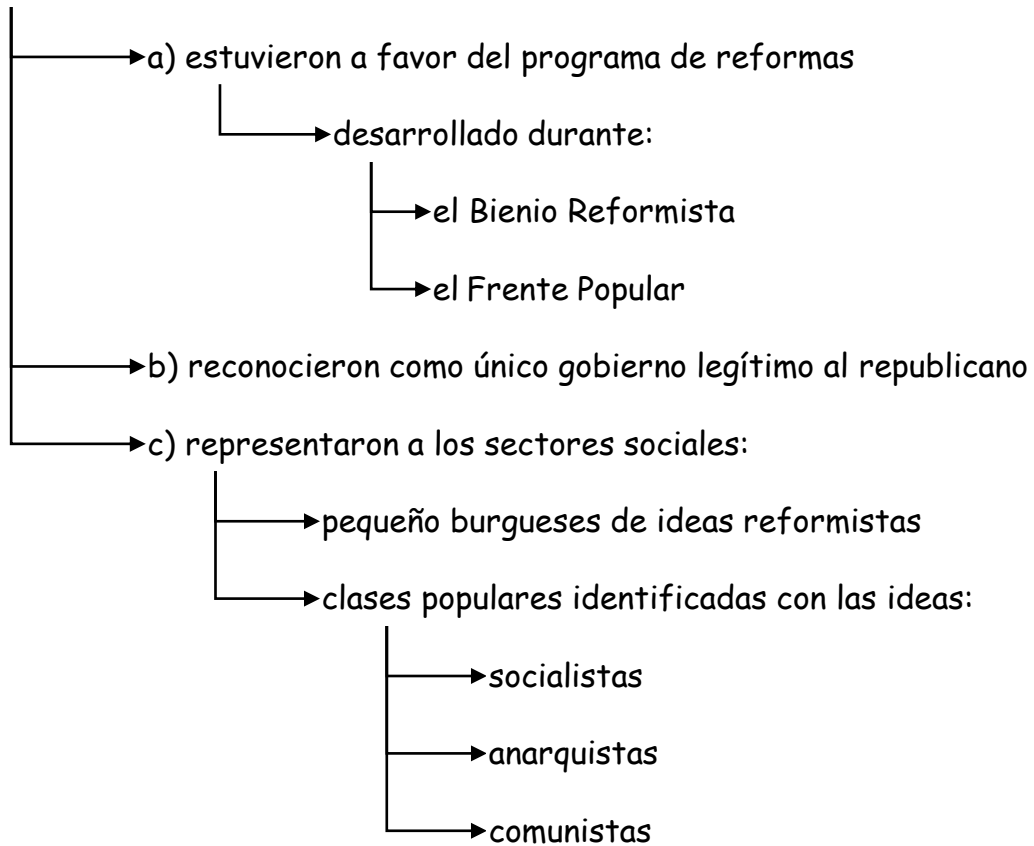 a) estuvieron a favor del programa de reformas
desarrollado durante:
el Bienio Reformista
el Frente Popular
b) reconocieron como único gobierno legítimo al republicano
c) representaron a los sectores sociales:
pequeño burgueses de ideas reformistas
clases populares identificadas con las ideas:
socialistas
anarquistas
comunistas